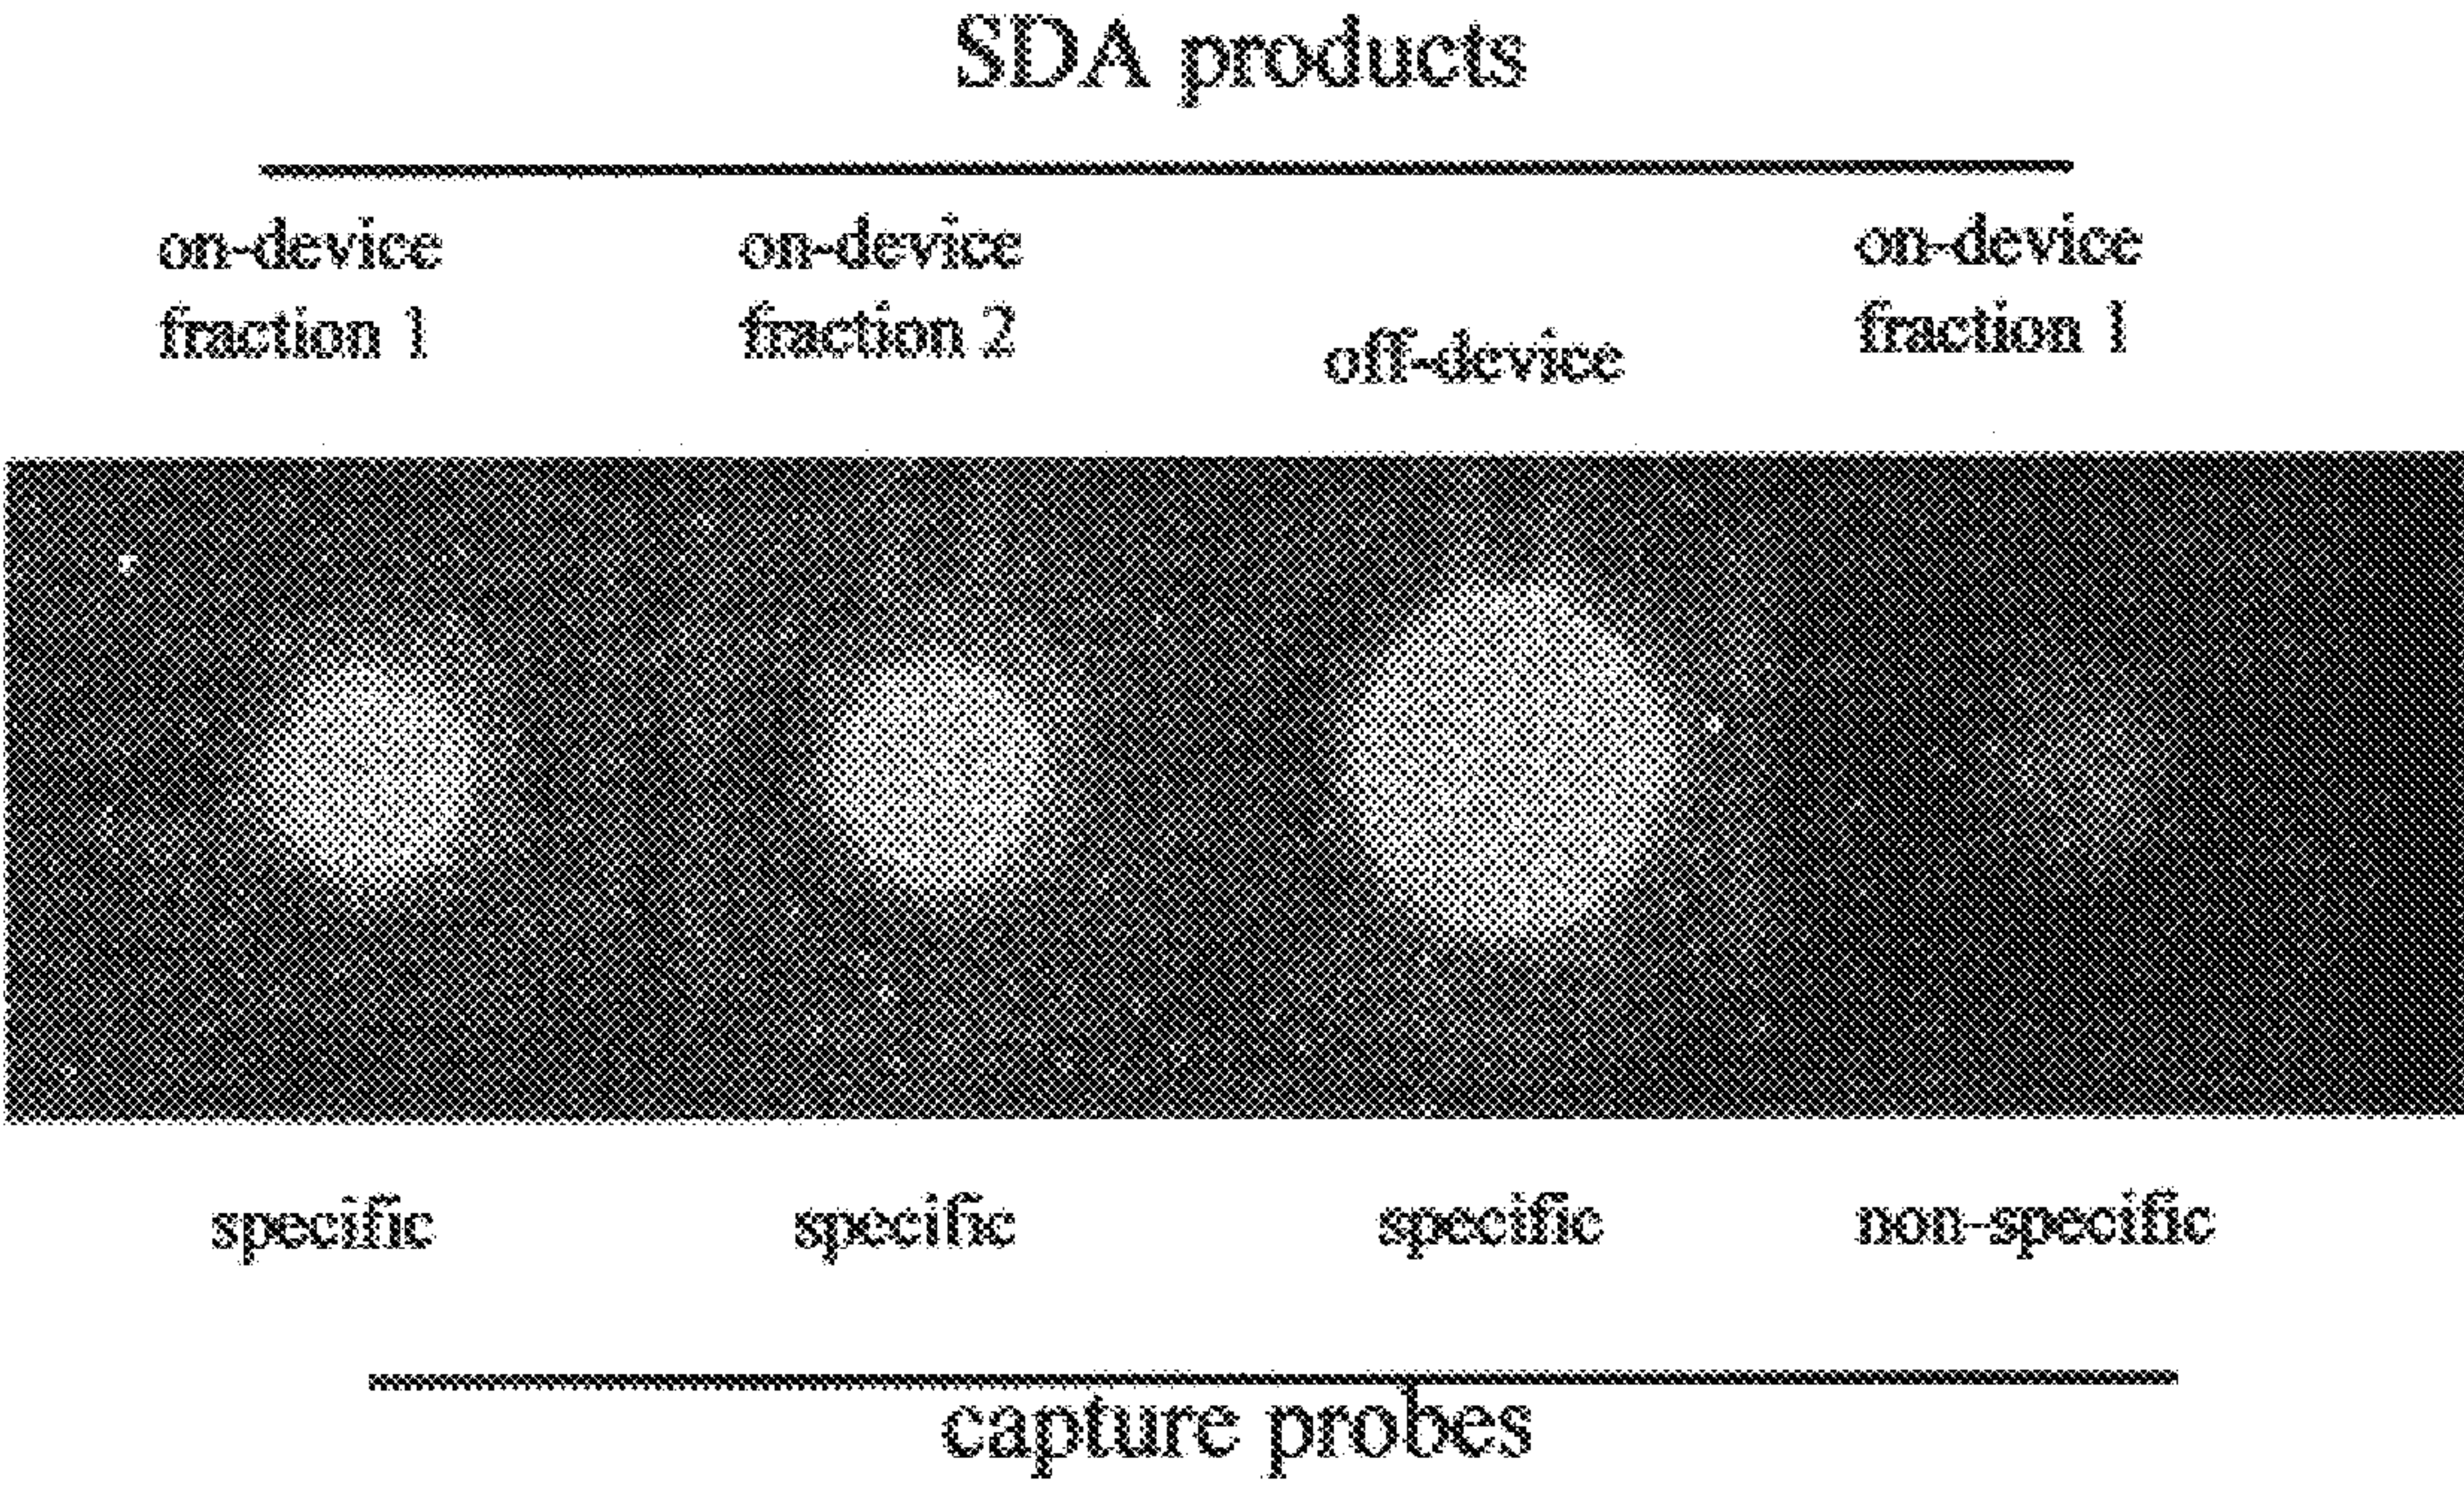 SDA products
on-device
fraction 1
on-device
fraction 2
off-device
on-device
fraction 1
specific
specific
specific
non-specific
capture probes